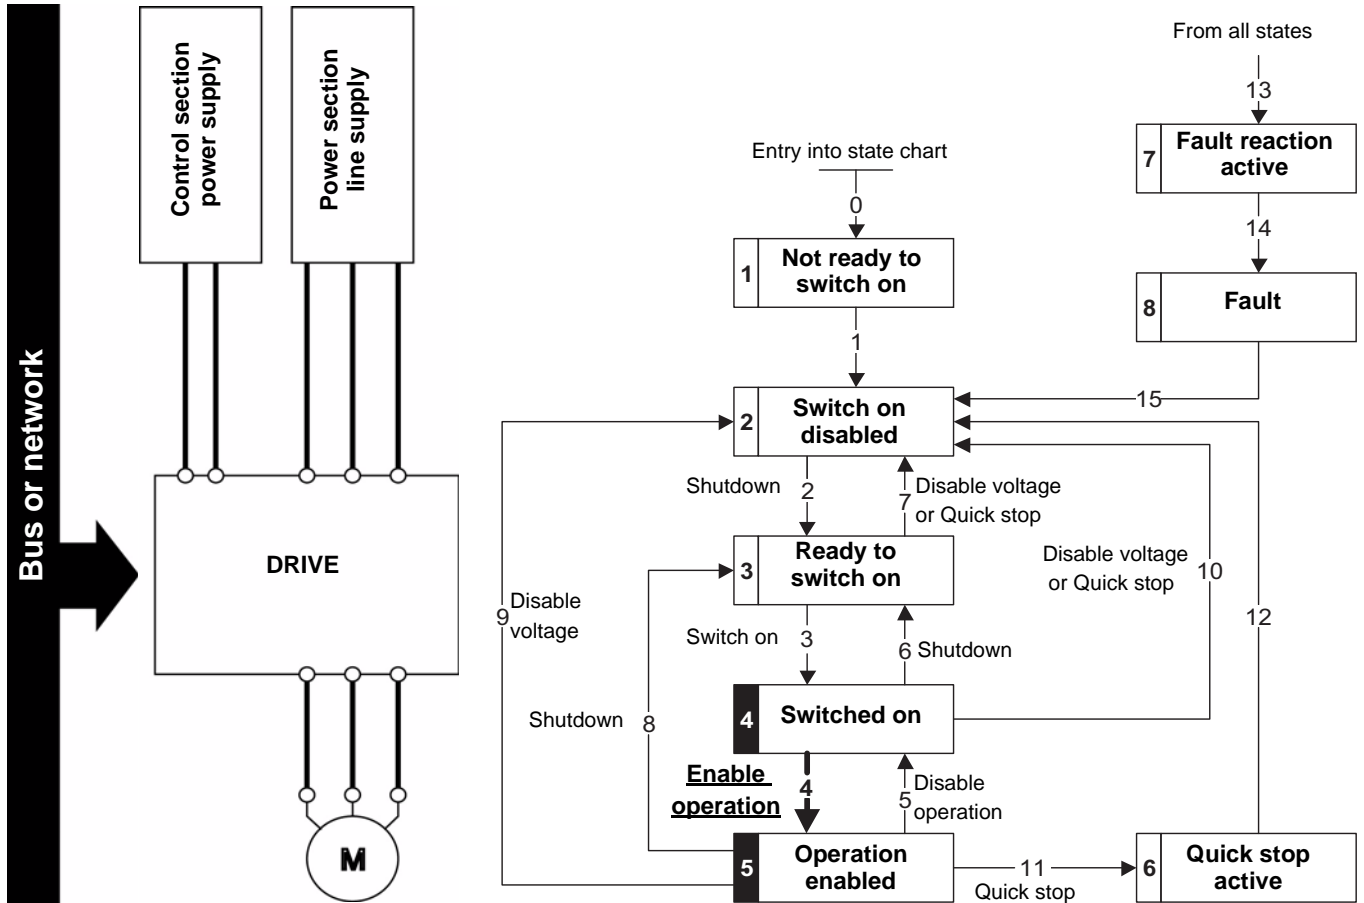 Bus or network
Control section
power supply
Power section
line supply
DRIVE
M
From all states
13
7
Fault reaction
active
14
8
Fault
15
Entry into state chart
0
1
Not ready to
switch on
1
2
Switch on
disabled
Shutdown
2
7
Disable voltage
or Quick stop
3
Ready to
switch on
Disable voltage
or Quick stop
10
12
9
Disable
voltage
Switch on
3
6
Shutdown
4
Switched on
Shutdown
8
Enable
operation
4
5
Disable
operation
5
Operation
enabled
11
Quick stop
6
Quick stop
active